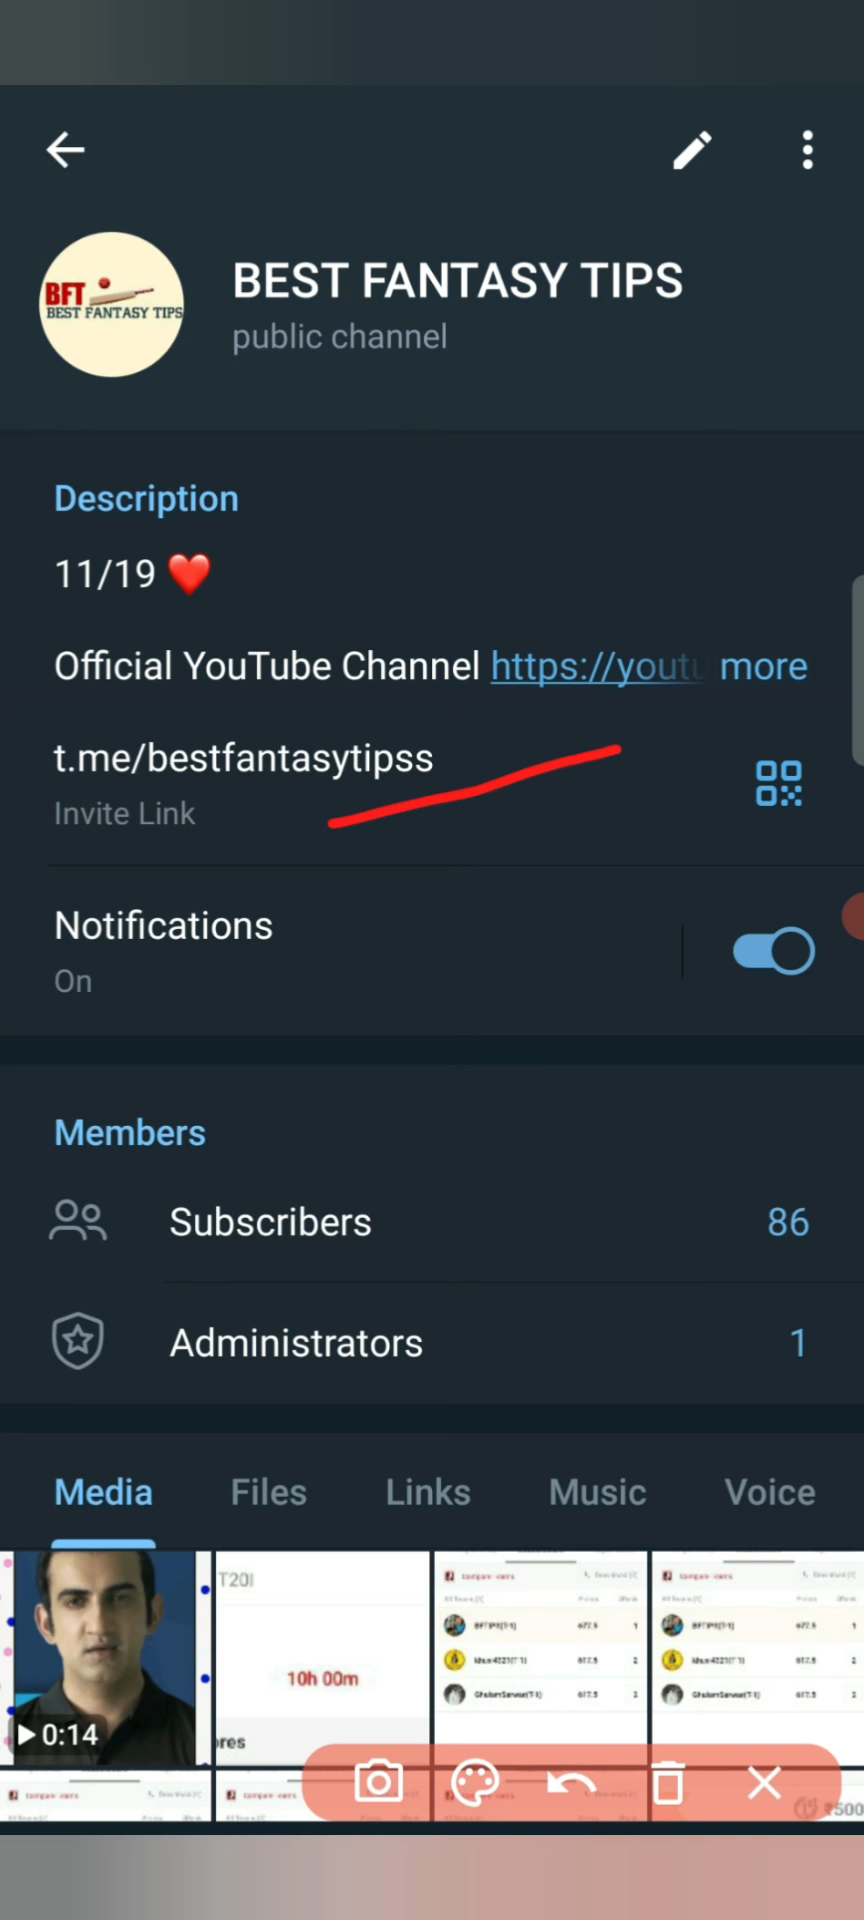 BEST FANTASY TIPS
public channel
BFT
BEST FANTASY TIPS
Description
11/19 ❤️
Official YouTube Channel https://youtu more
t.me/bestfantasytipss
Invite Link
Notifications
On
Members
Subscribers 86
Administrators 1
Media Files Links Music Voice
T20I
10h 00m
0:14
res
₹500